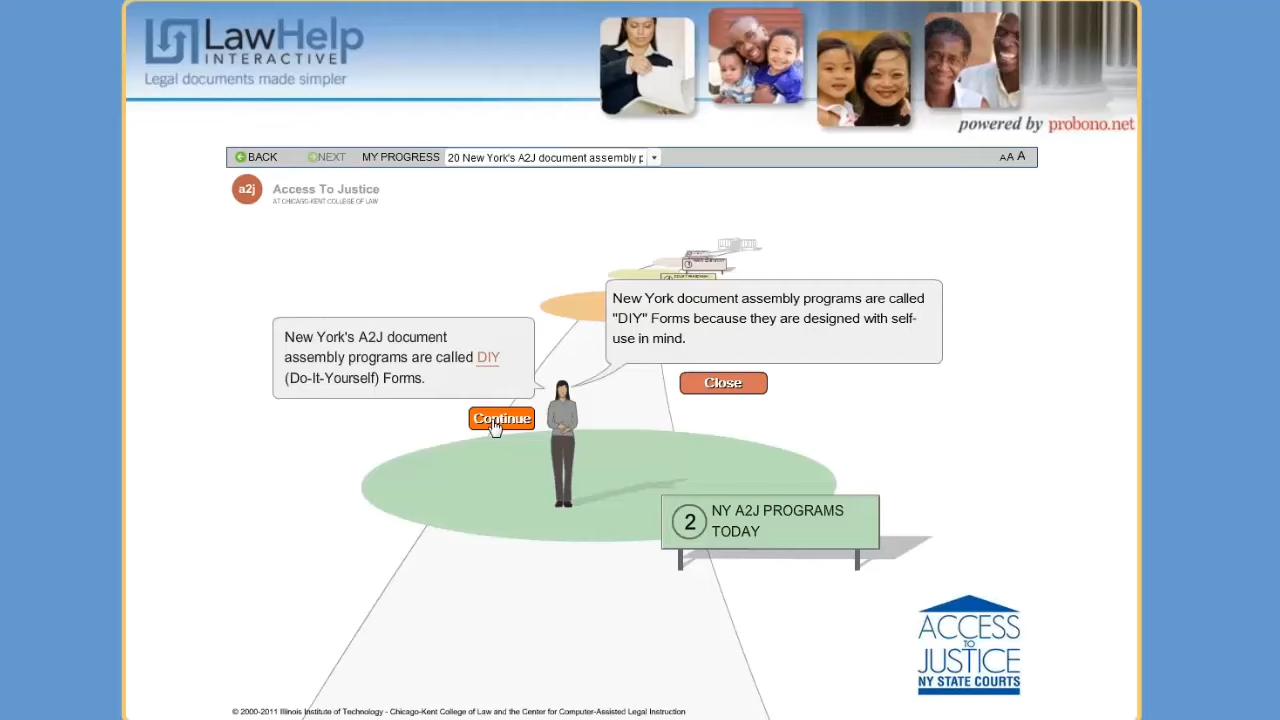 LawHelp
INTERACTIVE
Legal documents made simpler
powered by probono.net
BACK NEXT MY PROGRESS 20 New York's A2J document assembly p AAA
a2j Access To Justice
AT CHICAGO-KENT COLLEGE OF LAW
New York document assembly programs are called
"DIY" Forms because they are designed with self-
use in mind.
New York's A2J document
assembly programs are called DIY
(Do-It-Yourself) Forms.
Close
Continue
2 NY A2J PROGRAMS
TODAY
ACCESS
TO
JUSTICE
NY STATE COURTS
© 2000-2011 Illinois Institute of Technology - Chicago-Kent College of Law and the Center for Computer-Assisted Legal Instruction